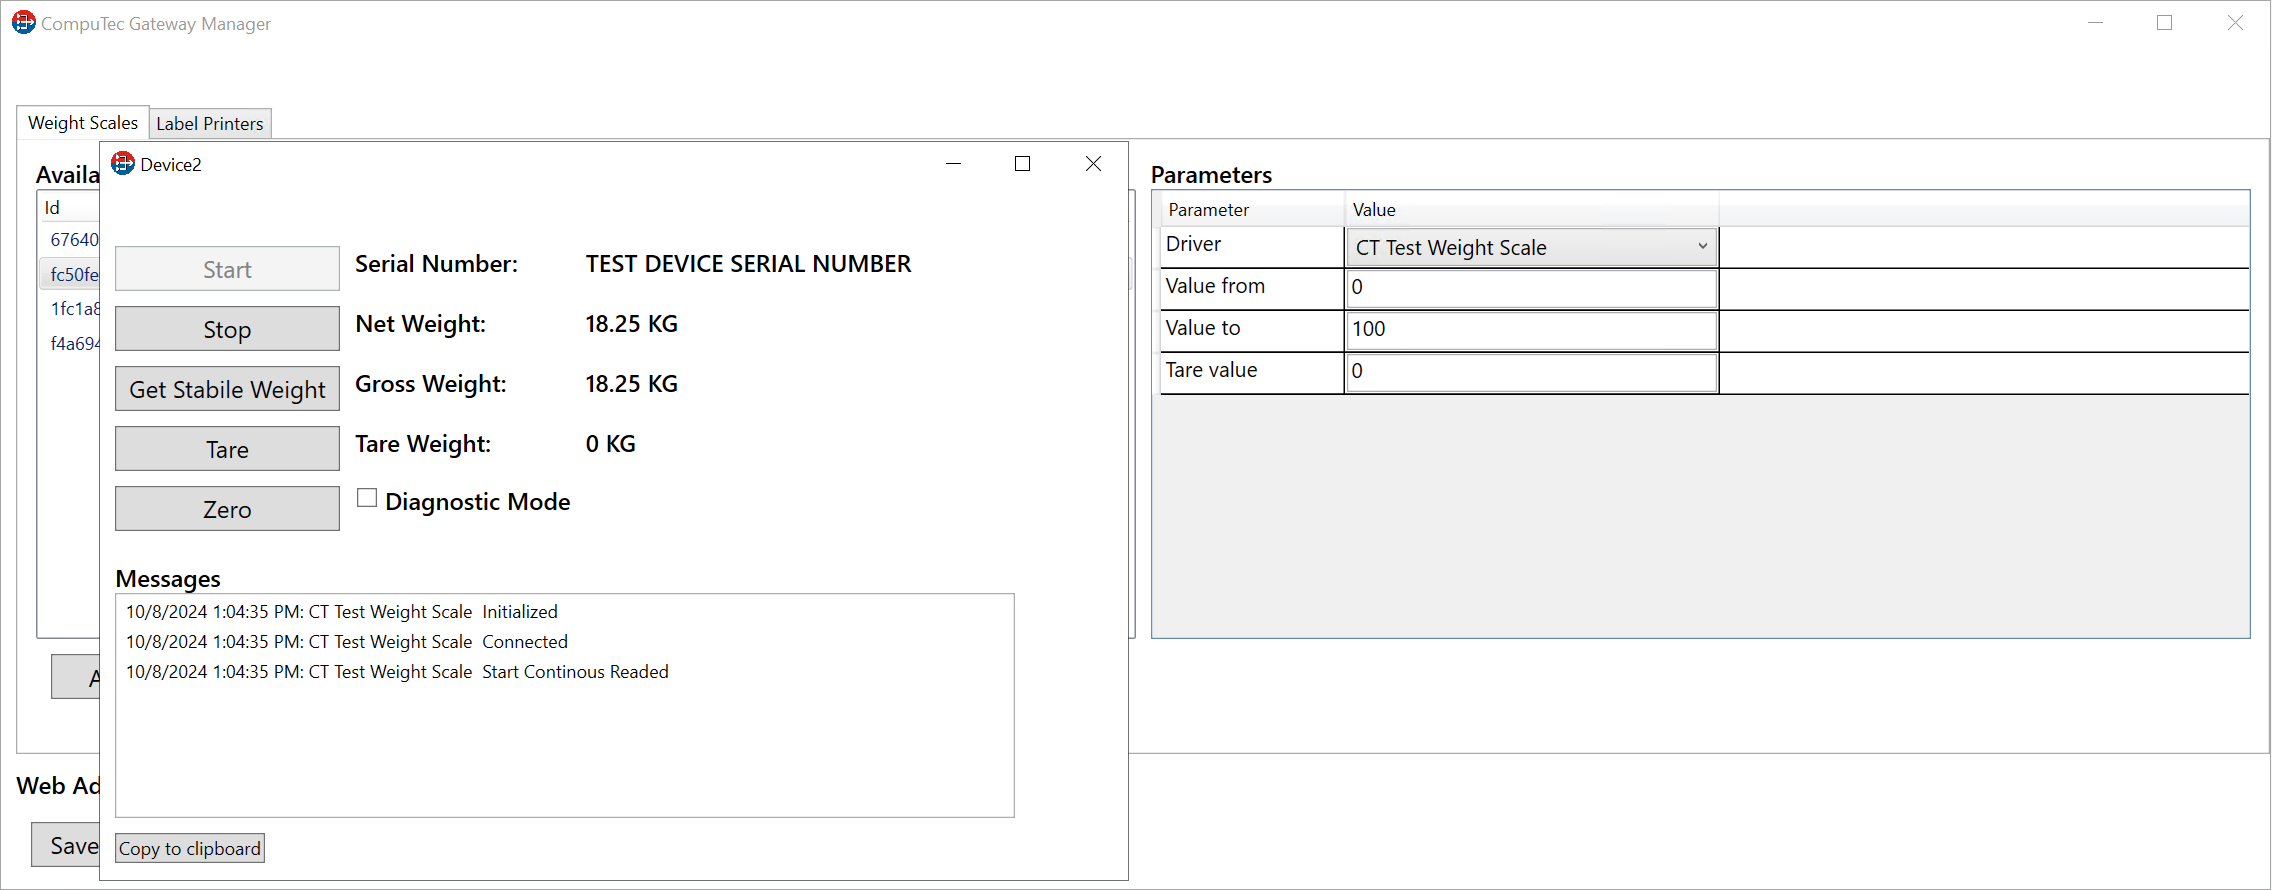 CompuTec Gateway Manager
Weight Scales
Label Printers
Availa
Id
67640
fc50fe
1fc1a8
f4a694
A
Web Ad
Save
Device2
Start
Stop
Get Stabile Weight
Tare
Zero
Serial Number: TEST DEVICE SERIAL NUMBER
Net Weight: 18.25 KG
Gross Weight: 18.25 KG
Tare Weight: 0 KG
Diagnostic Mode
Messages
10/8/2024 1:04:35 PM: CT Test Weight Scale  Initialized
10/8/2024 1:04:35 PM: CT Test Weight Scale  Connected
10/8/2024 1:04:35 PM: CT Test Weight Scale  Start Continous Readed
Copy to clipboard
Parameters
Parameter Value
Driver CT Test Weight Scale
Value from 0
Value to 100
Tare value 0